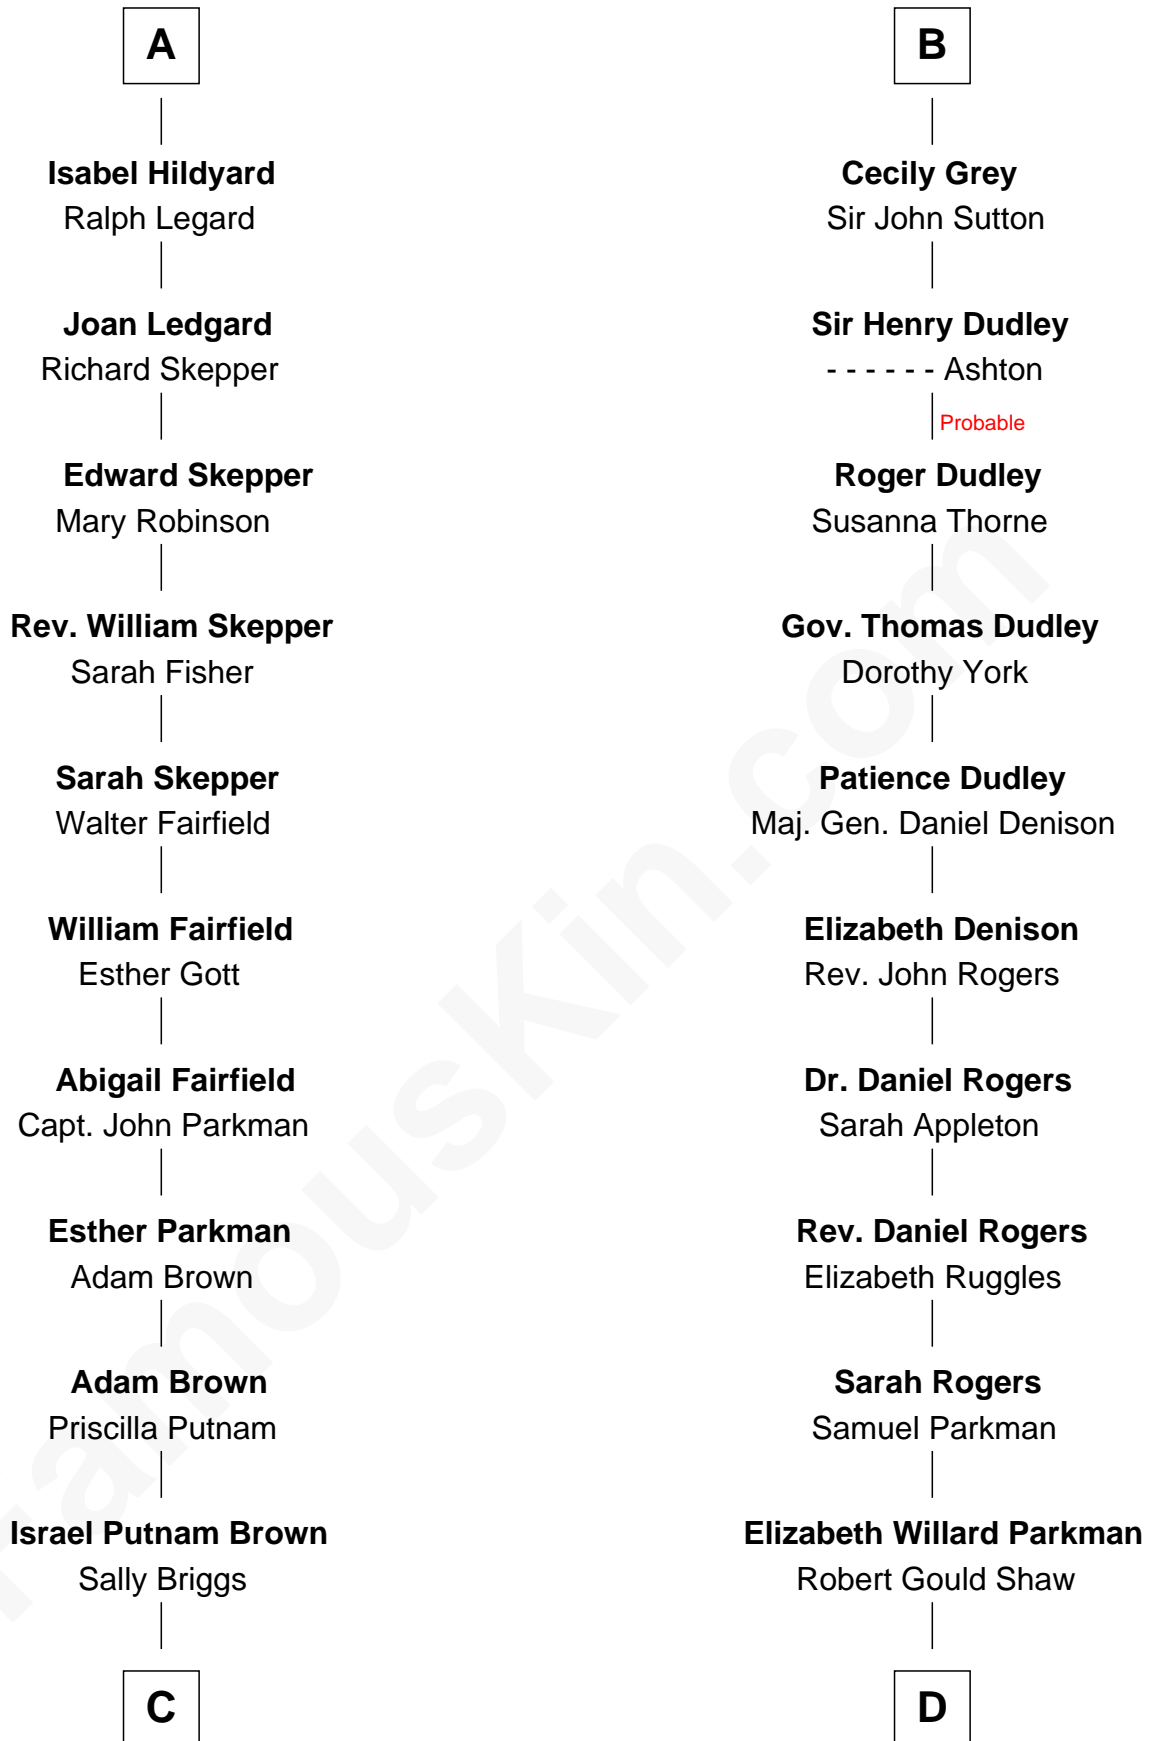 A
Isabel Hildyard
Ralph Legard
Joan Ledgard
Richard Skepper
Edward Skepper
Mary Robinson
Rev. William Skepper
Sarah Fisher
Sarah Skepper
Walter Fairfield
William Fairfield
Esther Gott
Abigail Fairfield
Capt. John Parkman
Esther Parkman
Adam Brown
Adam Brown
Priscilla Putnam
Israel Putnam Brown
Sally Briggs
C
B
Cecily Grey
Sir John Sutton
Sir Henry Dudley
- - - - - - Ashton
Probable
Roger Dudley
Susanna Thorne
Gov. Thomas Dudley
Dorothy York
Patience Dudley
Maj. Gen. Daniel Denison
Elizabeth Denison
Rev. John Rogers
Dr. Daniel Rogers
Sarah Appleton
Rev. Daniel Rogers
Elizabeth Ruggles
Sarah Rogers
Samuel Parkman
Elizabeth Willard Parkman
Robert Gould Shaw
D
FamousKin.com